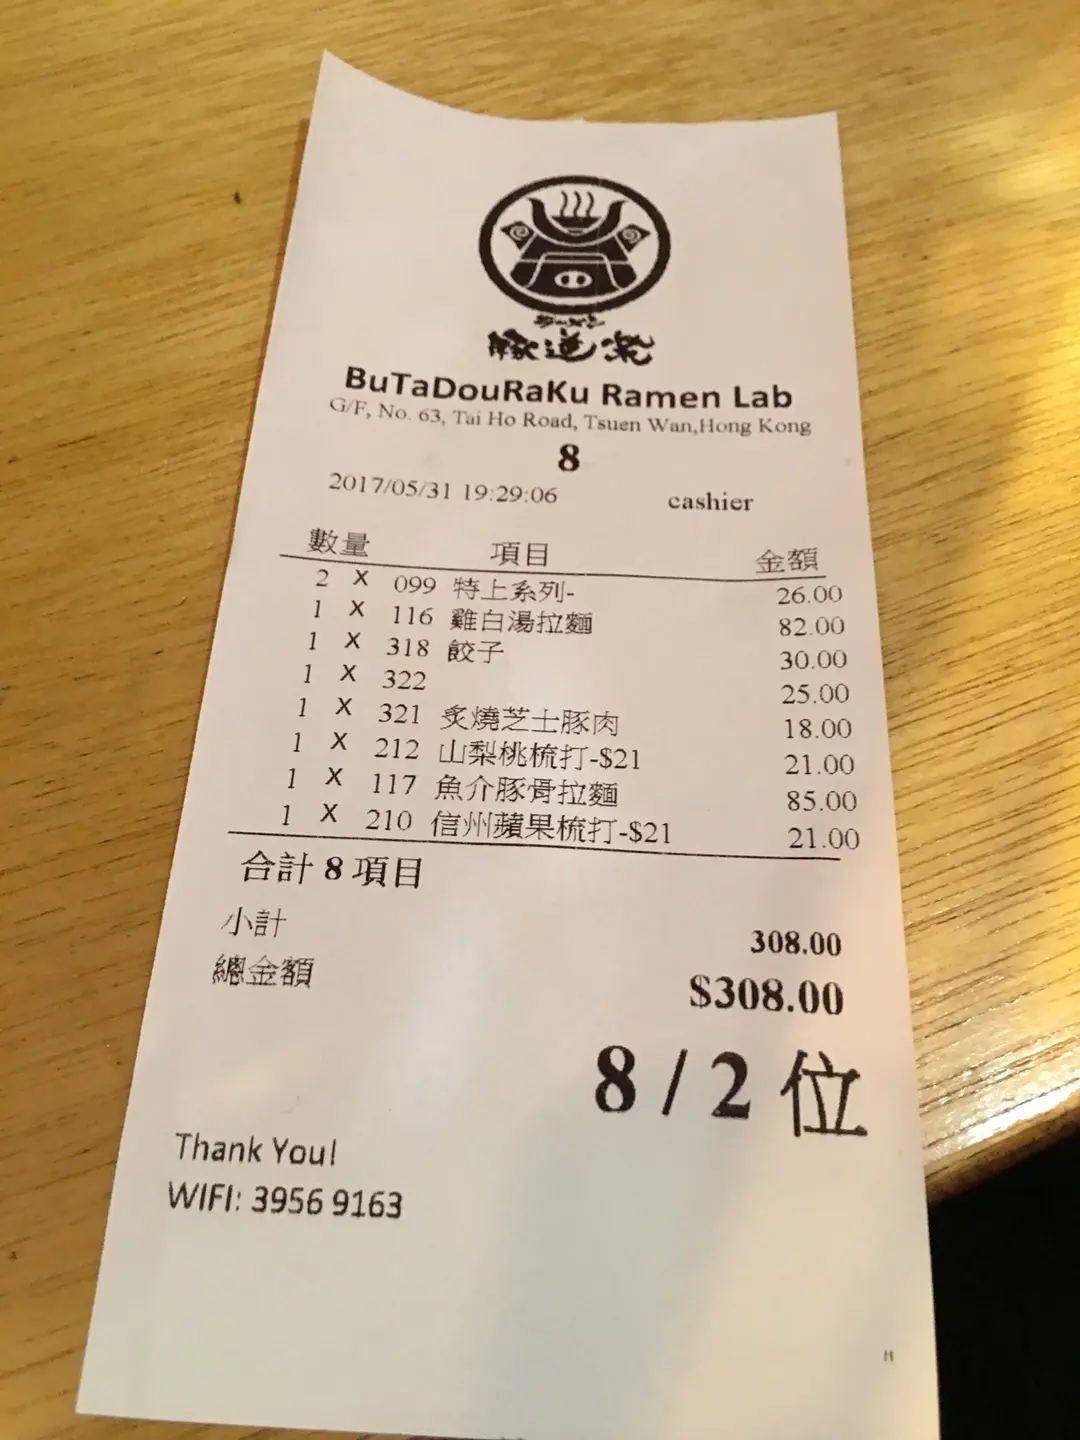 ラーメン
豚道楽
BuTaDouRaKu Ramen Lab
G/F, No. 63, Tai Ho Road, Tsuen Wan,Hong Kong
8
2017/05/31 19:29:06 cashier
數量 項目 金額
2 X 099 特上系列- 26.00
1 X 116 雞白湯拉麵 82.00
1 X 318 餃子 30.00
1 X 322 25.00
1 X 321 炙燒芝士豚肉 18.00
1 X 212 山梨桃梳打-$21 21.00
1 X 117 魚介豚骨拉麵 85.00
1 X 210 信州蘋果梳打-$21 21.00
合計 8 項目
小計 308.00
總金額 $308.00
8 / 2 位
Thank You!
WIFI: 3956 9163